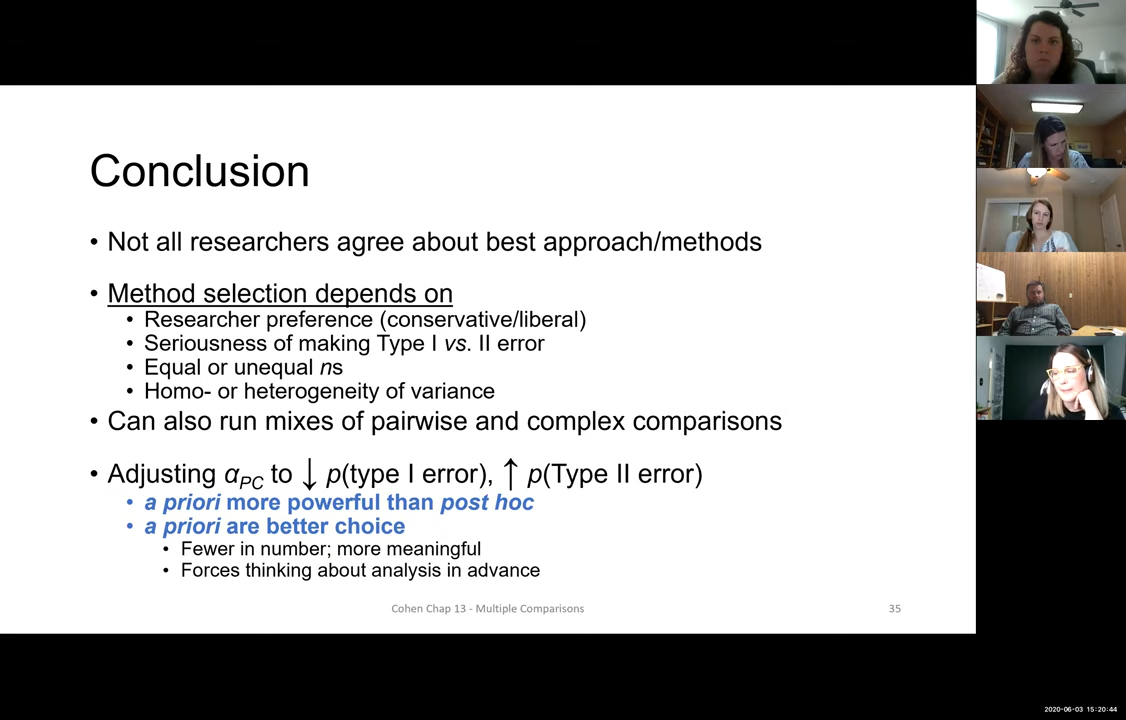 Conclusion
• Not all researchers agree about best approach/methods
• Method selection depends on
• Researcher preference (conservative/liberal)
• Seriousness of making Type I vs. II error
• Equal or unequal ns
• Homo- or heterogeneity of variance
• Can also run mixes of pairwise and complex comparisons
• Adjusting αPC to ↓ p(type I error), ↑ p(Type II error)
• a priori more powerful than post hoc
• a priori are better choice
• Fewer in number; more meaningful
• Forces thinking about analysis in advance
Cohen Chap 13 - Multiple Comparisons
35
2020-06-03 15:20:44